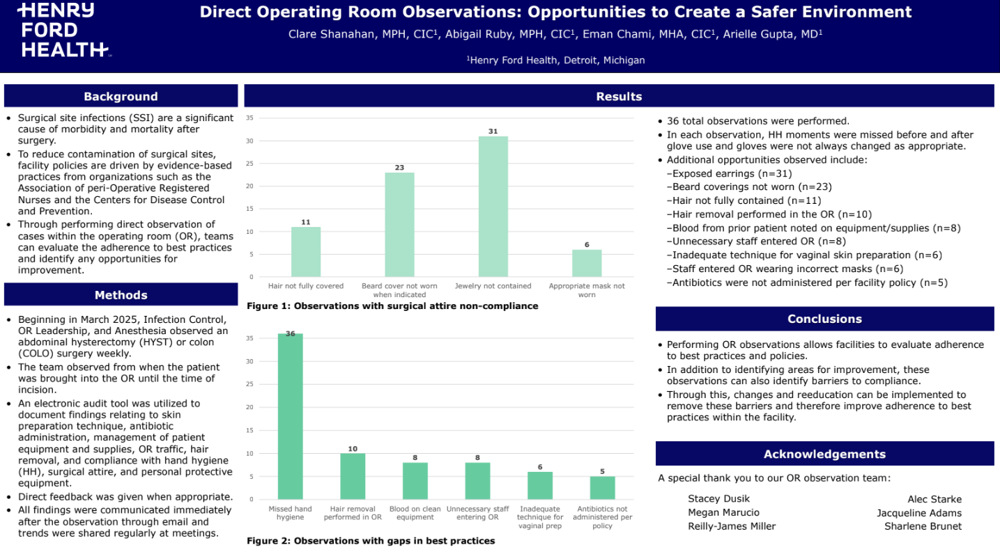 HENRY
FORD
HEALTH
Direct Operating Room Observations: Opportunities to Create a Safer Environment
Clare Shanahan, MPH, CIC¹, Abigail Ruby, MPH, CIC¹, Eman Chami, MHA, CIC¹, Arielle Gupta, MD¹
¹Henry Ford Health, Detroit, Michigan
Background
• Surgical site infections (SSI) are a significant
cause of morbidity and mortality after
surgery.
• To reduce contamination of surgical sites,
facility policies are driven by evidence-based
practices from organizations such as the
Association of peri-Operative Registered
Nurses and the Centers for Disease Control
and Prevention.
• Through performing direct observation of
cases within the operating room (OR), teams
can evaluate the adherence to best practices
and identify any opportunities for
improvement.
Methods
• Beginning in March 2025, Infection Control,
OR Leadership, and Anesthesia observed an
abdominal hysterectomy (HYST) or colon
(COLO) surgery weekly.
• The team observed from when the patient
was brought into the OR until the time of
incision.
• An electronic audit tool was utilized to
document findings relating to skin
preparation technique, antibiotic
administration, management of patient
equipment and supplies, OR traffic, hair
removal, and compliance with hand hygiene
(HH), surgical attire, and personal protective
equipment.
• Direct feedback was given when appropriate.
• All findings were communicated immediately
after the observation through email and
trends were shared regularly at meetings.
Results
35
30
25
20
15
10
5
0
11
23
31
6
Hair not fully covered
Beard cover not worn
when indicated
Jewelry not contained
Appropriate mask not
worn
Figure 1: Observations with surgical attire non-compliance
35
30
25
20
15
10
5
0
36
10
8
8
6
5
Missed hand
hygiene
Hair removal
performed in OR
Blood on clean
equipment
Unnecessary staff
entering OR
Inadequate
technique for
vaginal prep
Antibiotics not
administered per
policy
Figure 2: Observations with gaps in best practices
• 36 total observations were performed.
• In each observation, HH moments were missed before and after
glove use and gloves were not always changed as appropriate.
• Additional opportunities observed include:
–Exposed earrings (n=31)
–Beard coverings not worn (n=23)
–Hair not fully contained (n=11)
–Hair removal performed in the OR (n=10)
–Blood from prior patient noted on equipment/supplies (n=8)
–Unnecessary staff entered OR (n=8)
–Inadequate technique for vaginal skin preparation (n=6)
–Staff entered OR wearing incorrect masks (n=6)
–Antibiotics were not administered per facility policy (n=5)
Conclusions
• Performing OR observations allows facilities to evaluate adherence
to best practices and policies.
• In addition to identifying areas for improvement, these
observations can also identify barriers to compliance.
• Through this, changes and reeducation can be implemented to
remove these barriers and therefore improve adherence to best
practices within the facility.
Acknowledgements
A special thank you to our OR observation team:
Stacey Dusik
Megan Marucio
Reilly-James Miller
Alec Starke
Jacqueline Adams
Sharlene Brunet